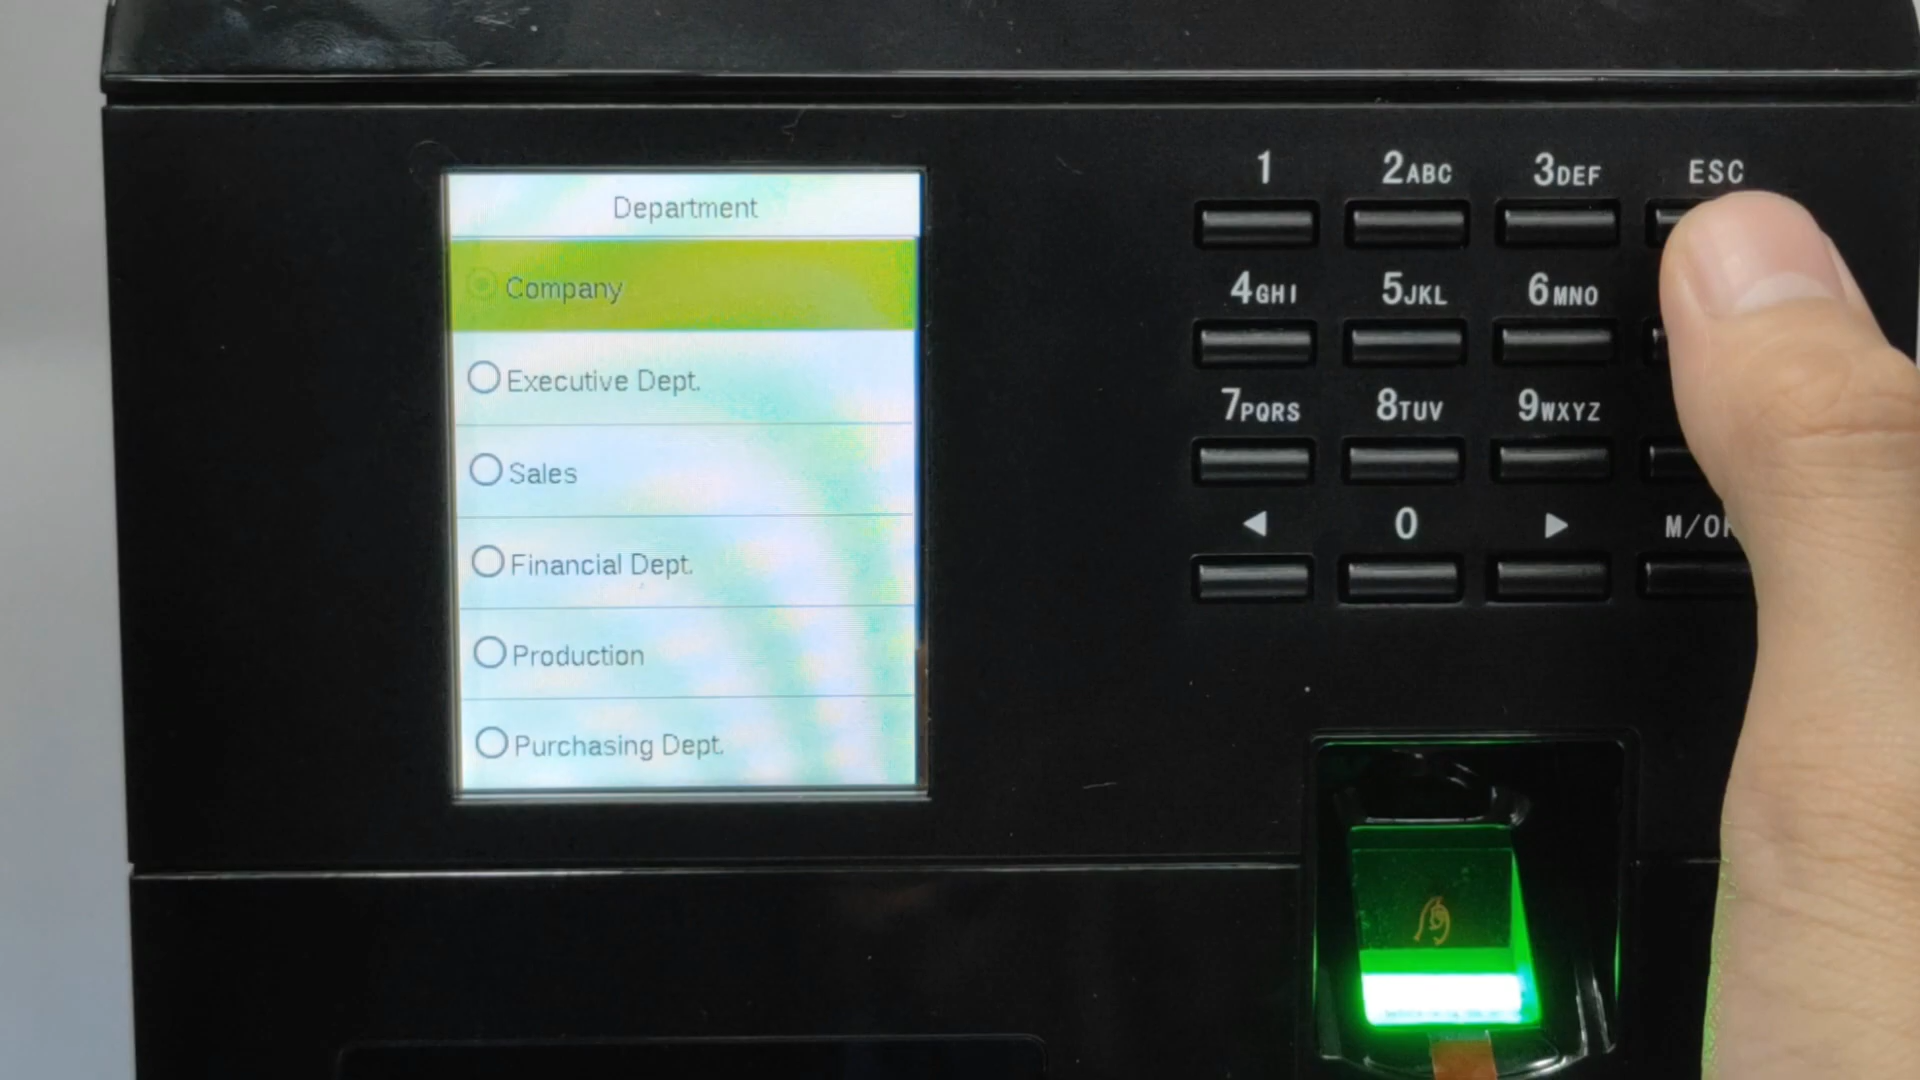 Department
Company
Executive Dept.
Sales
Financial Dept.
Production
Purchasing Dept.
1 2ABC 3DEF ESC
4GHI 5JKL 6MNO
7PQRS 8TUV 9WXYZ
◀ 0 ▶